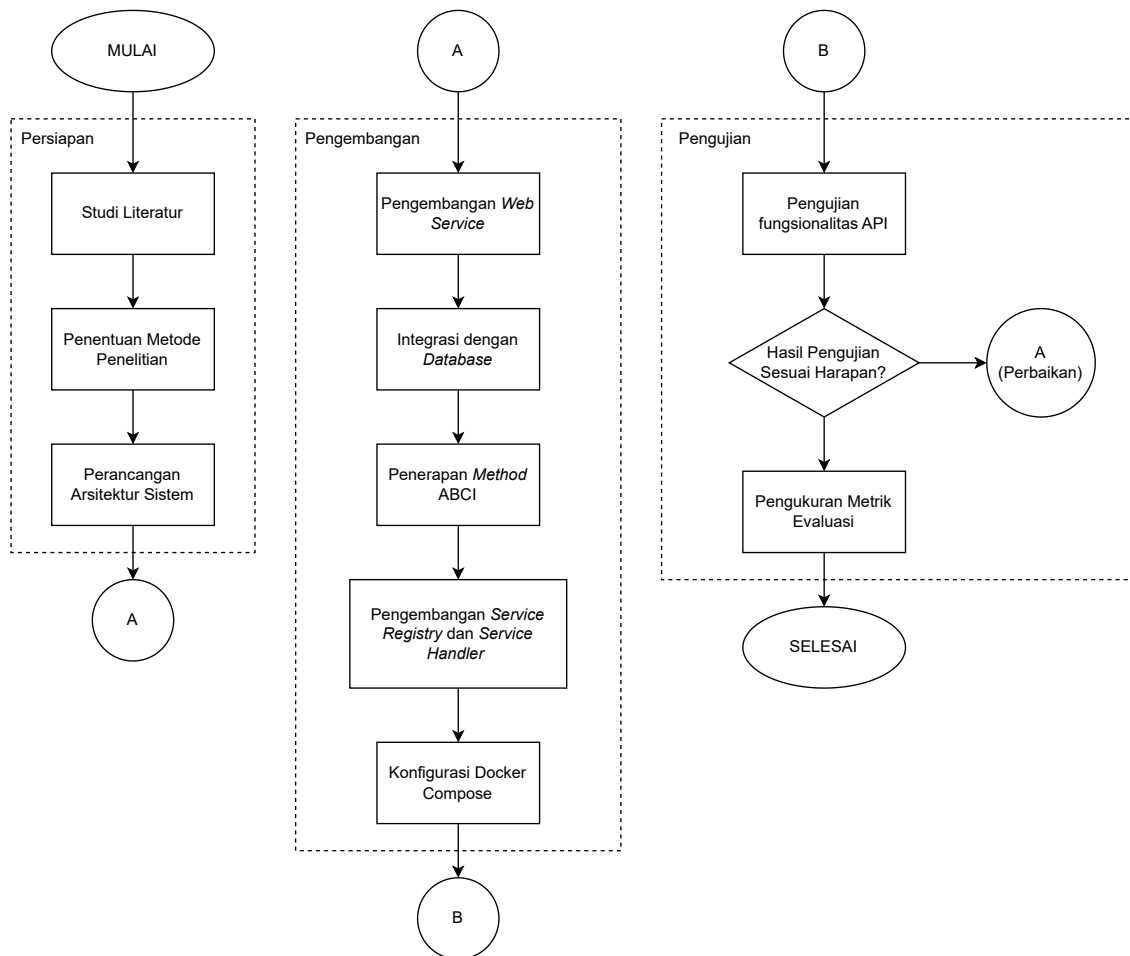 MULAI
Persiapan
Studi Literatur
Penentuan Metode
Penelitian
Perancangan
Arsitektur Sistem
A
A
Pengembangan
Pengembangan Web
Service
Integrasi dengan
Database
Penerapan Method
ABCI
Pengembangan Service
Registry dan Service
Handler
Konfigurasi Docker
Compose
B
B
Pengujian
Pengujian
fungsionalitas API
Hasil Pengujian
Sesuai Harapan?
A
(Perbaikan)
Pengukuran Metrik
Evaluasi
SELESAI